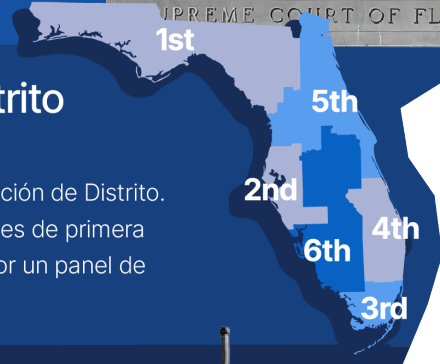 UPREME COURT OF FL
1st
trito
5th
ción de Distrito.
2nd
es de primera
4th
or un panel de
6th
3rd